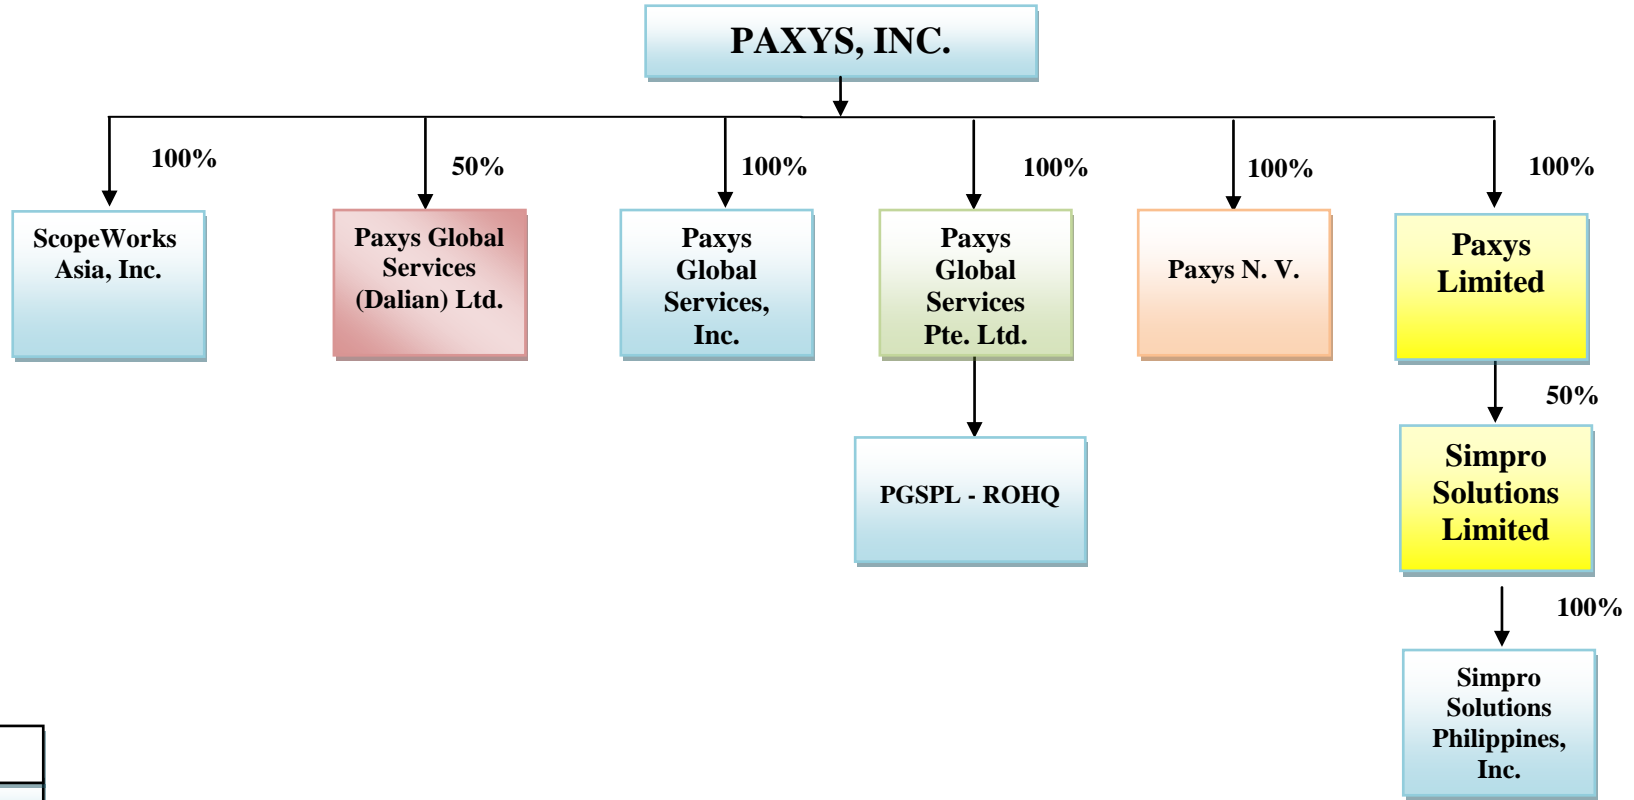 PAXYS, INC.
100%
50%
100%
100%
100%
100%
ScopeWorks
Asia, Inc.
Paxys Global
Services
(Dalian) Ltd.
Paxys
Global
Services,
Inc.
Paxys
Global
Services
Pte. Ltd.
Paxys N. V.
Paxys
Limited
50%
PGSPL - ROHQ
Simpro
Solutions
Limited
100%
Simpro
Solutions
Philippines,
Inc.